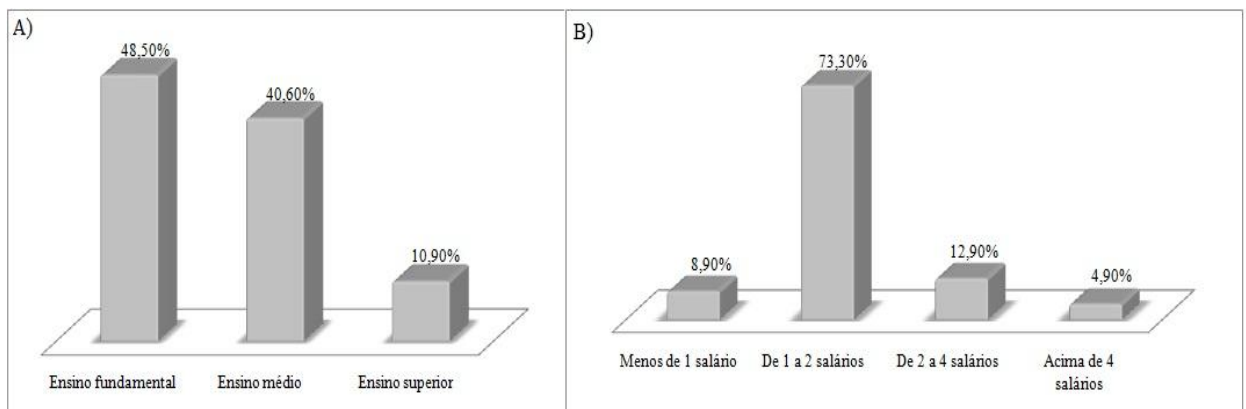 A)
48,50%
40,60%
10,90%
Ensino fundamental
Ensino médio
Ensino superior
B)
73,30%
8,90%
12,90%
4,90%
Menos de 1 salário
De 1 a 2 salários
De 2 a 4 salários
Acima de 4
salários